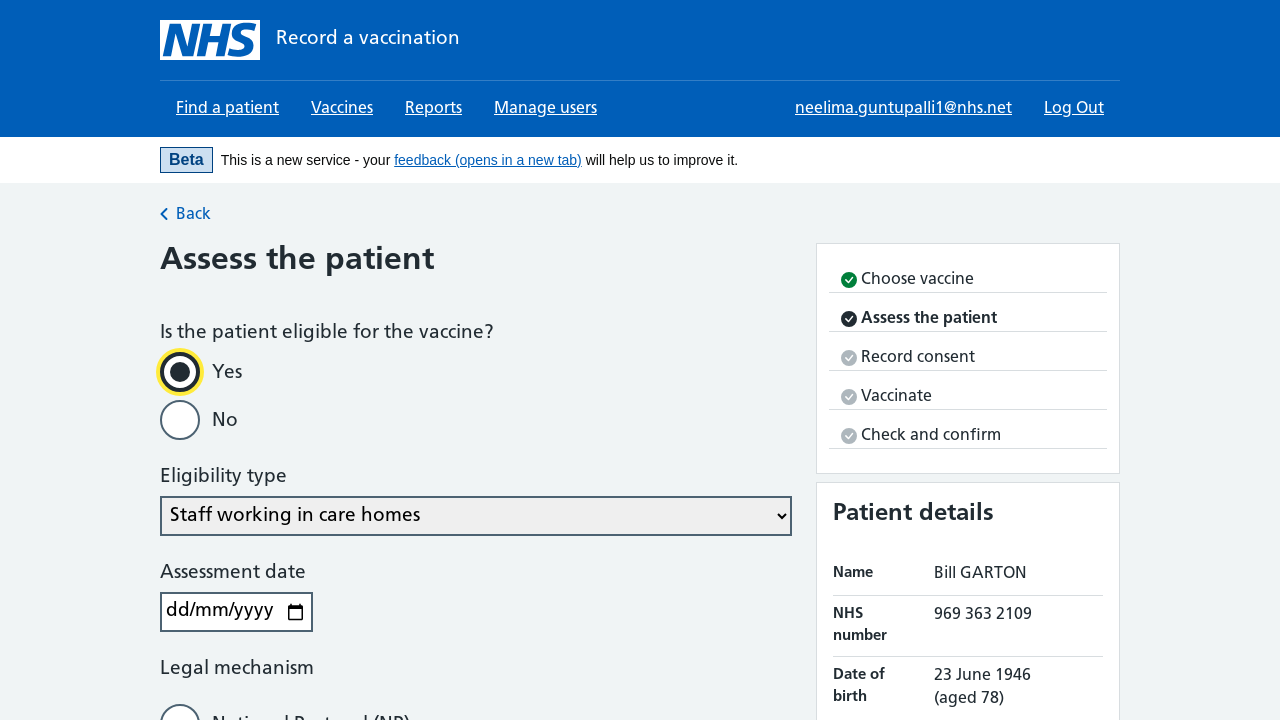 NHS Record a vaccination
Find a patient Vaccines Reports Manage users neelima.guntupalli1@nhs.net Log Out
Beta This is a new service - your feedback (opens in a new tab) will help us to improve it.
Back
Assess the patient
Is the patient eligible for the vaccine?
Yes
No
Eligibility type
Staff working in care homes
Assessment date
dd/mm/yyyy
Legal mechanism
National Protocol (NP)
Choose vaccine
Assess the patient
Record consent
Vaccinate
Check and confirm
Patient details
Name Bill GARTON
NHS number 969 363 2109
Date of birth 23 June 1946 (aged 78)